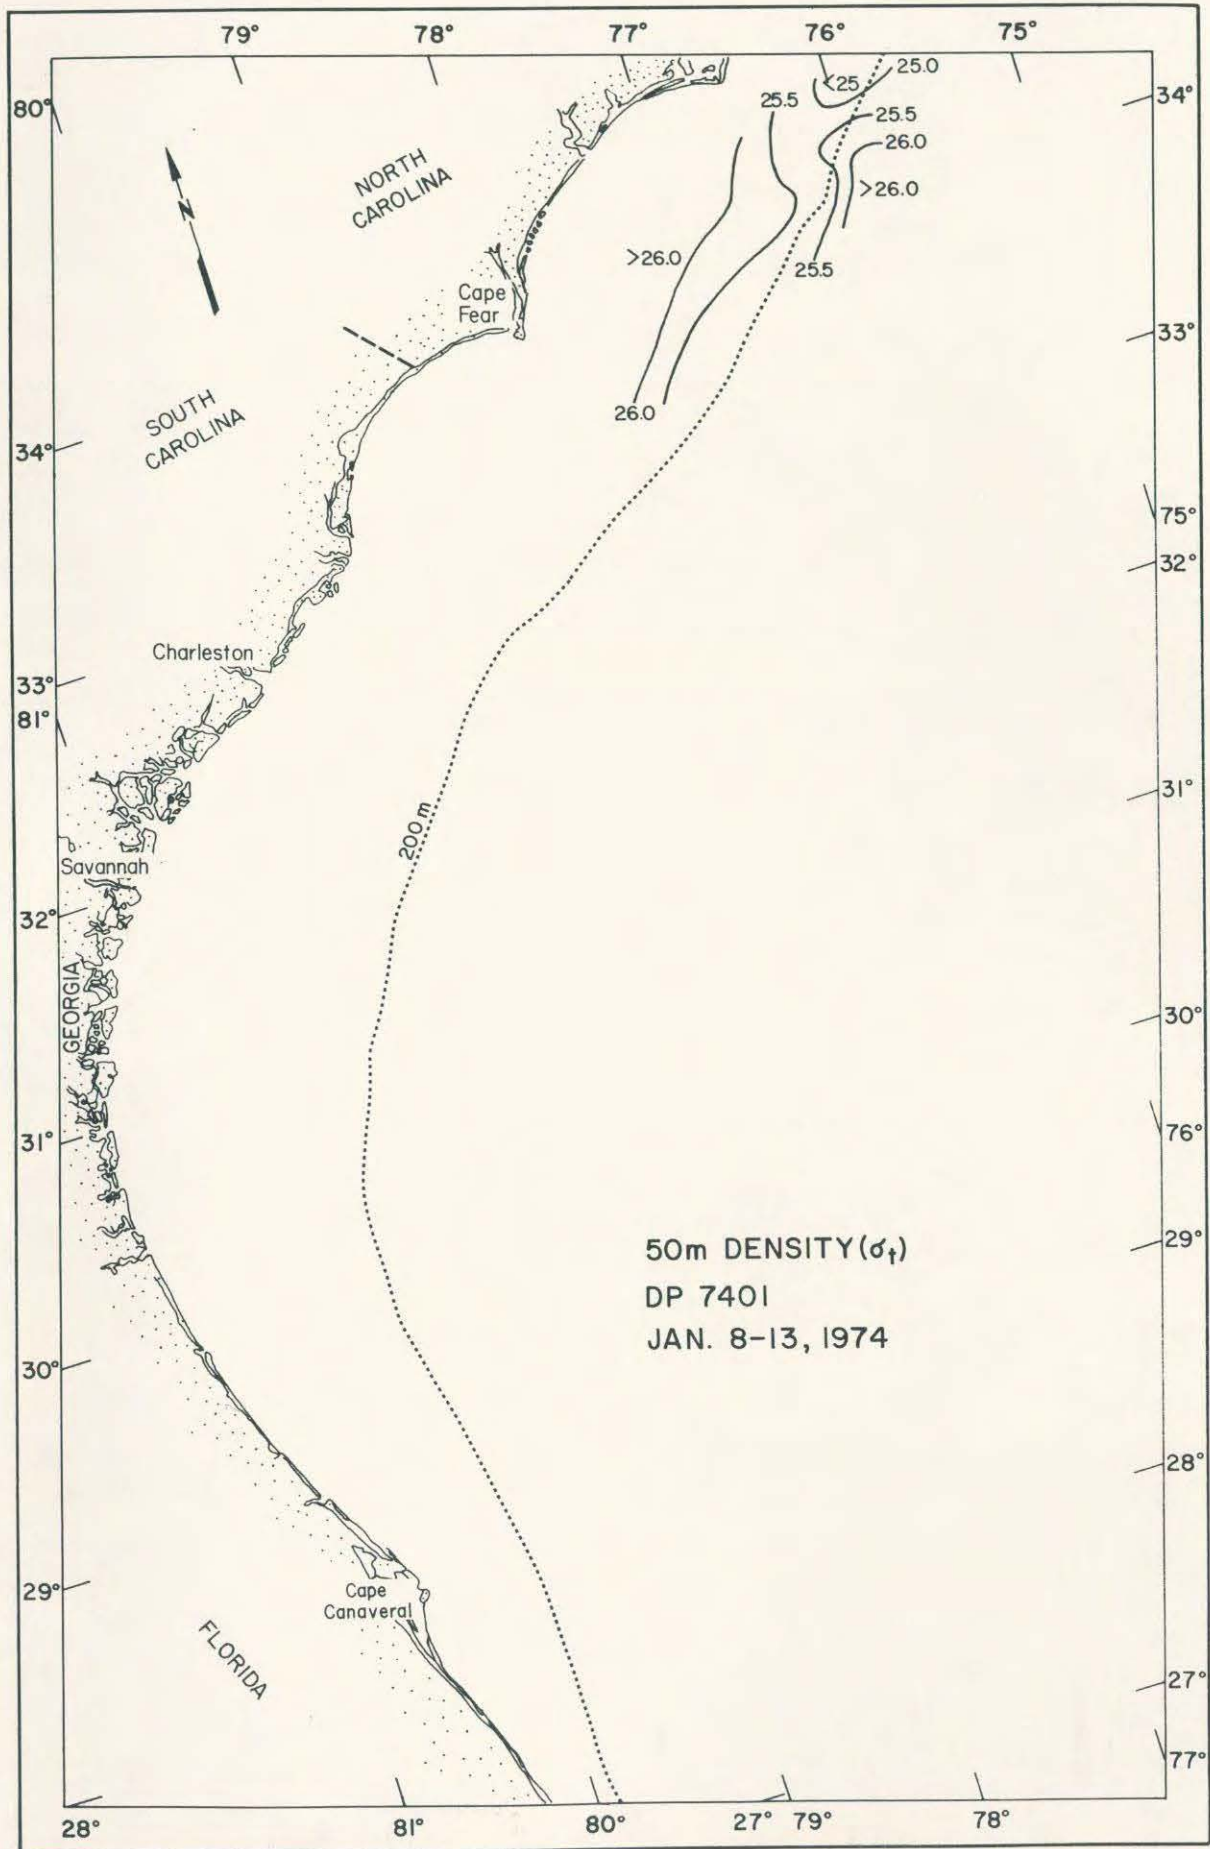 79° 78° 77° 76° 75°
80°
<25 25.0
34°
25.5
25.5
26.0
NORTH
CAROLINA
N
>26.0
>26.0
25.5
Cape
Fear
33°
SOUTH
CAROLINA
26.0
34°
75°
32°
Charleston
33°
81°
31°
200m
Savannah
32°
GEORGIA
30°
31°
76°
50m DENSITY (σt)
29°
DP 7401
JAN. 8-13, 1974
30°
28°
29°
Cape
Canaveral
FLORIDA
27°
77°
28° 81° 80° 27° 79° 78°